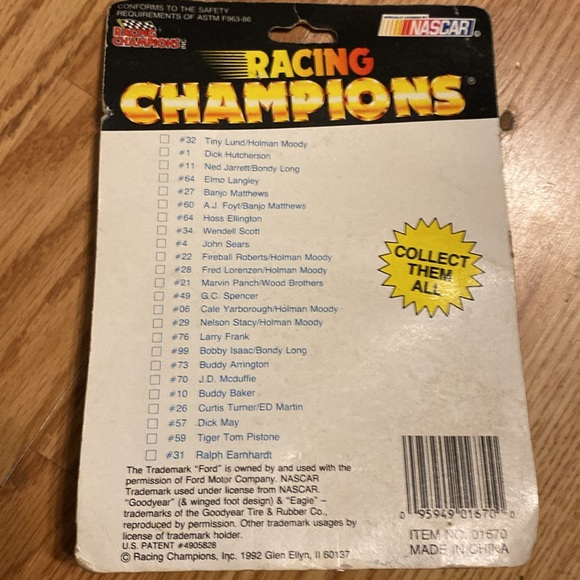 CONFORMS TO THE SAFETY
REQUIREMENTS OF ASTM F963-86
RACING
CHAMPIONS
NASCAR
RACING
CHAMPIONS®
#32 Tiny Lund/Holman Moody
#1 Dick Hutcherson
#11 Ned Jarrett/Bondy Long
#64 Elmo Langley
#27 Banjo Matthews
#60 A.J. Foyt/Banjo Matthews
#64 Hoss Ellington
#34 Wendell Scott
#4 John Sears
#22 Fireball Roberts/Holman Moody
#28 Fred Lorenzen/Holman Moody
#21 Marvin Panch/Wood Brothers
#49 G.C. Spencer
#06 Cale Yarborough/Holman Moody
#29 Nelson Stacy/Holman Moody
#76 Larry Frank
#99 Bobby Isaac/Bondy Long
#73 Buddy Arrington
#70 J.D. Mcduffie
#10 Buddy Baker
#26 Curtis Turner/ED Martin
#57 Dick May
#59 Tiger Tom Pistone
#31 Ralph Earnhardt
COLLECT
THEM
ALL
The Trademark "Ford" is owned by and used with the
permission of Ford Motor Company. NASCAR
Trademark used under license from NASCAR.
"Goodyear" (& winged foot design) & "Eagle" –
trademarks of the Goodyear Tire & Rubber Co.,
reproduced by permission. Other trademark usages by
license of trademark holder.
U.S. PATENT #4905828
© Racing Champions, Inc. 1992 Glen Ellyn, Il 60137
0 95949 01670 0
ITEM NO. 01670
MADE IN CHINA